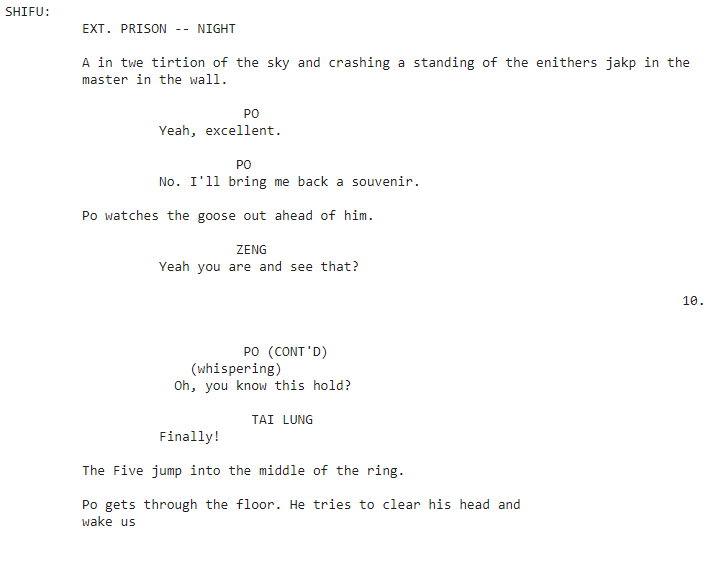 SHIFU:
EXT. PRISON -- NIGHT
A in twe tirtion of the sky and crashing a standing of the enithers jakp in the
master in the wall.
PO
Yeah, excellent.
PO
No. I'll bring me back a souvenir.
Po watches the goose out ahead of him.
ZENG
Yeah you are and see that?
10.
PO (CONT'D)
(whispering)
Oh, you know this hold?
TAI LUNG
Finally!
The Five jump into the middle of the ring.
Po gets through the floor. He tries to clear his head and
wake us